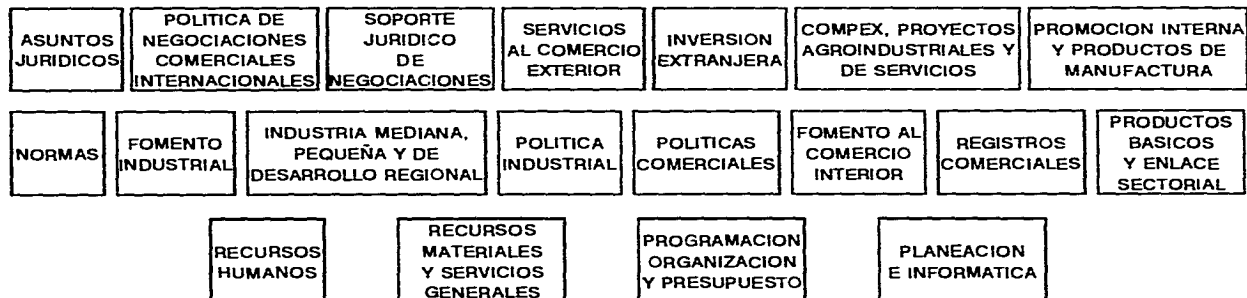 ASUNTOS
JURIDICOS
POLITICA DE
NEGOCIACIONES
COMERCIALES
INTERNACIONALES
SOPORTE
JURIDICO
DE
NEGOCIACIONES
SERVICIOS
AL COMERCIO
EXTERIOR
INVERSION
EXTRANJERA
COMPEX, PROYECTOS
AGROINDUSTRIALES Y
DE SERVICIOS
PROMOCION INTERNA
Y PRODUCTOS DE
MANUFACTURA
NORMAS
FOMENTO
INDUSTRIAL
INDUSTRIA MEDIANA,
PEQUEÑA Y DE
DESARROLLO REGIONAL
POLITICA
INDUSTRIAL
POLITICAS
COMERCIALES
FOMENTO AL
COMERCIO
INTERIOR
REGISTROS
COMERCIALES
PRODUCTOS
BASICOS
Y ENLACE
SECTORIAL
RECURSOS
HUMANOS
RECURSOS
MATERIALES
Y SERVICIOS
GENERALES
PROGRAMACION
ORGANIZACION
Y PRESUPUESTO
PLANEACION
E INFORMATICA